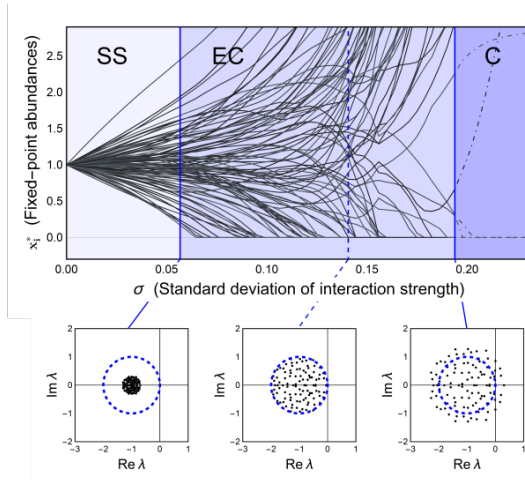 SS EC C
2.5
2.0
1.5
1.0
0.5
0.0
x*i (Fixed-point abundances)
0.00 0.05 0.10 0.15 0.20
σ (Standard deviation of interaction strength)
2 2 2
1 1 1
0 0 0
−1 −1 −1
−2 −2 −2
Im λ Im λ Im λ
−3 −2 −1 0 1 −3 −2 −1 0 1 −3 −2 −1 0 1
Re λ Re λ Re λ